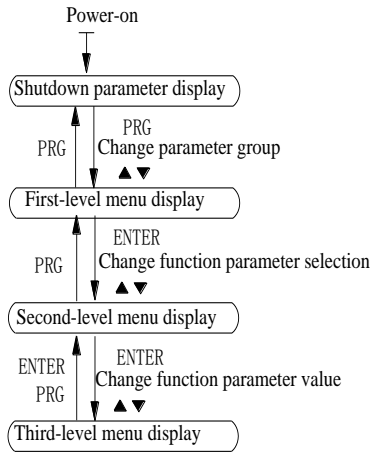 Power-on
Shutdown parameter display
PRG
PRG
Change parameter group
▲ ▼
First-level menu display
ENTER
PRG
Change function parameter selection
▲ ▼
Second-level menu display
ENTER
ENTER
Change function parameter value
PRG
▲ ▼
Third-level menu display